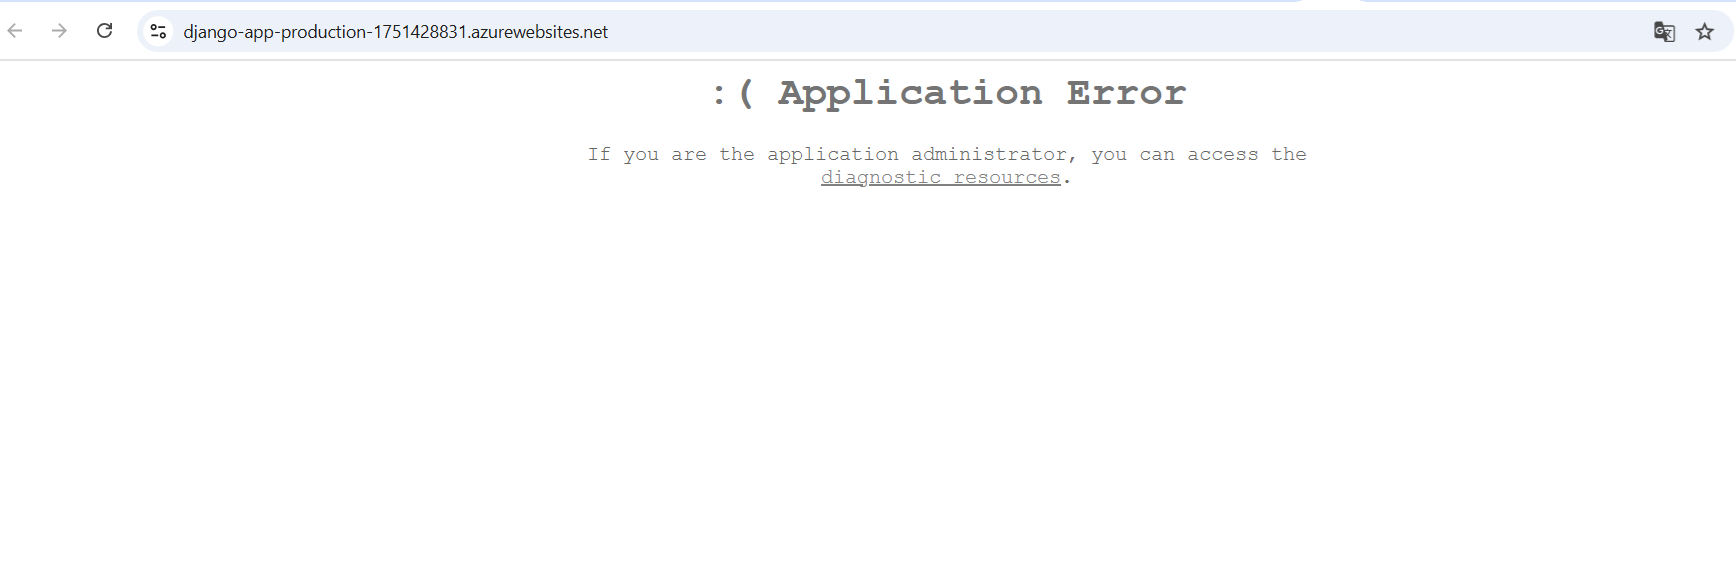 django-app-production-1751428831.azurewebsites.net
:( Application Error
If you are the application administrator, you can access the
diagnostic resources.